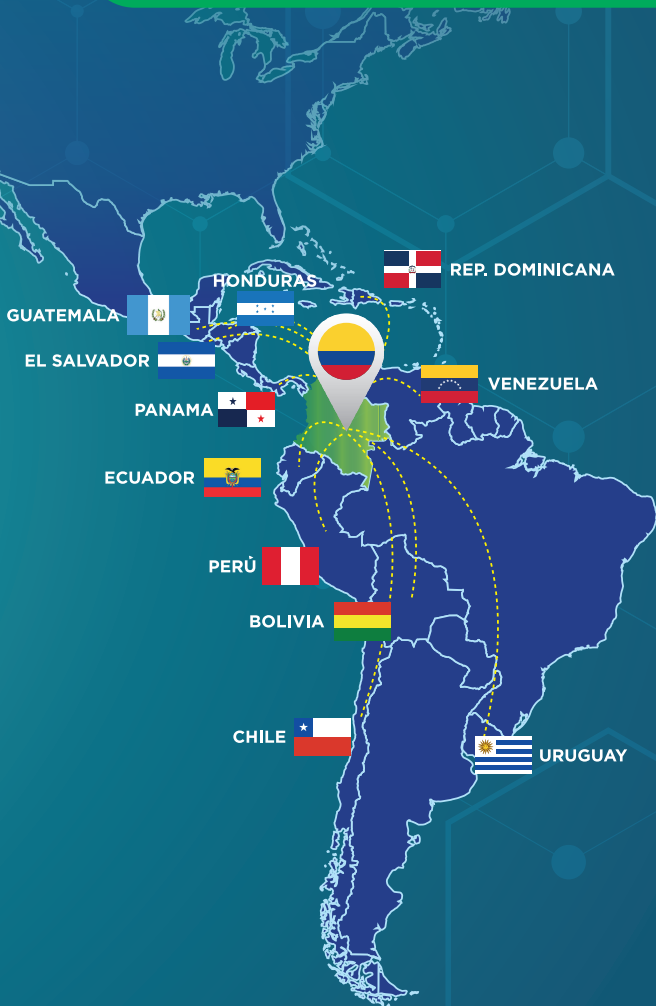 HONDURAS
REP. DOMINICANA
GUATEMALA
EL SALVADOR
VENEZUELA
PANAMA
ECUADOR
PERÚ
BOLIVIA
CHILE
URUGUAY